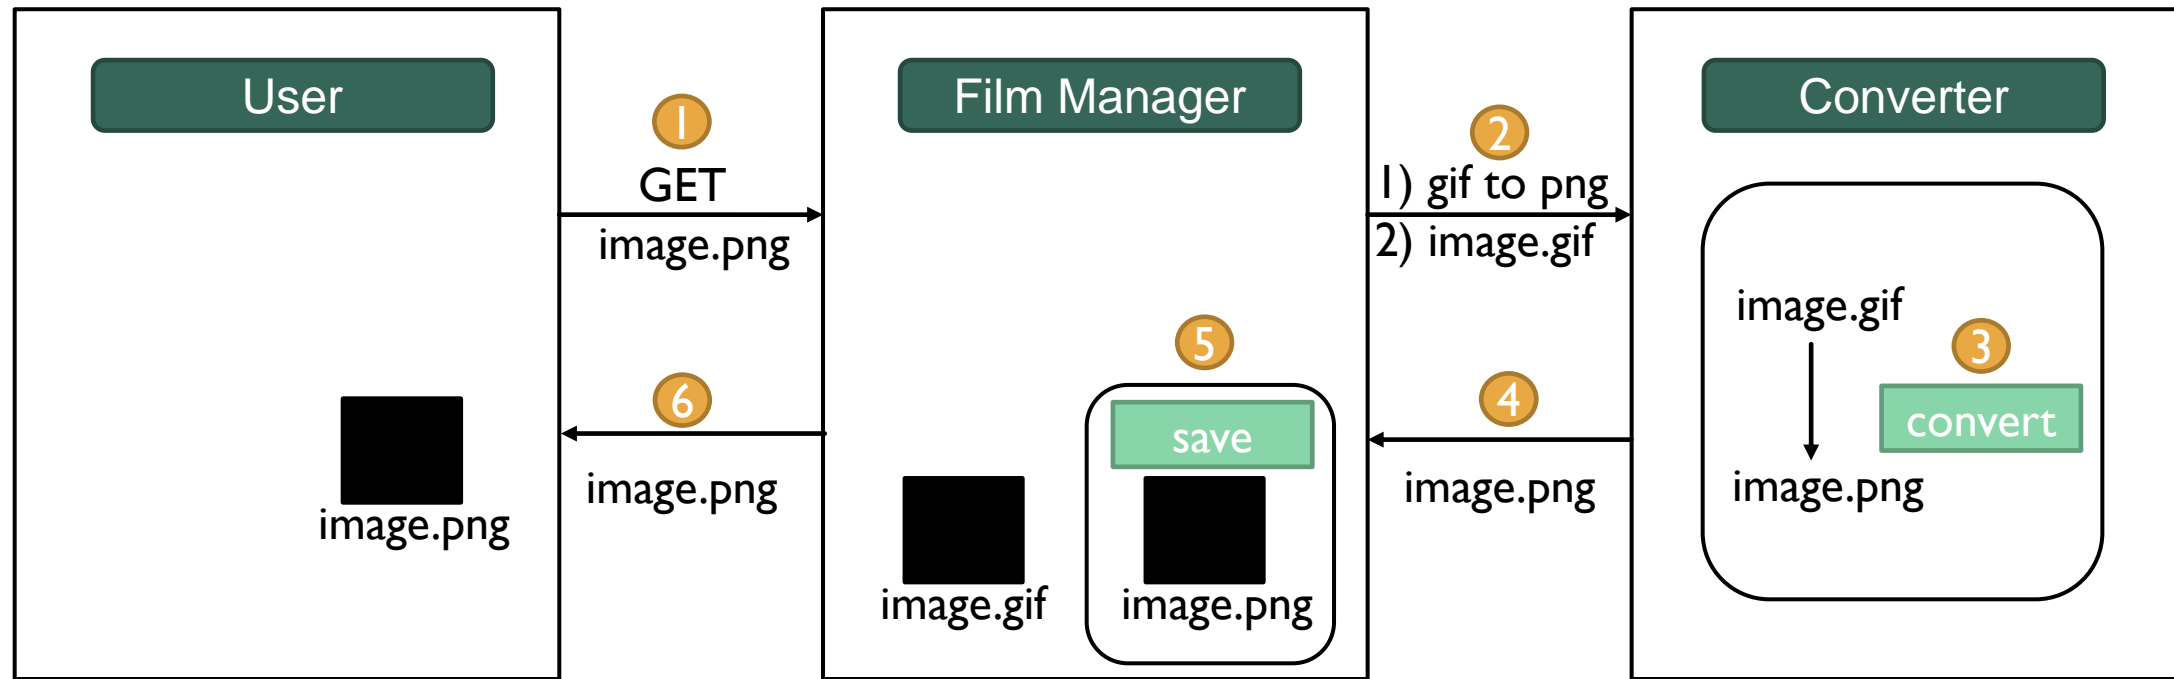 User
Film Manager
Converter
1
GET
image.png
2
1) gif to png
2) image.gif
image.gif
3
convert
image.png
5
save
4
image.png
6
image.png
image.png
image.gif
image.png